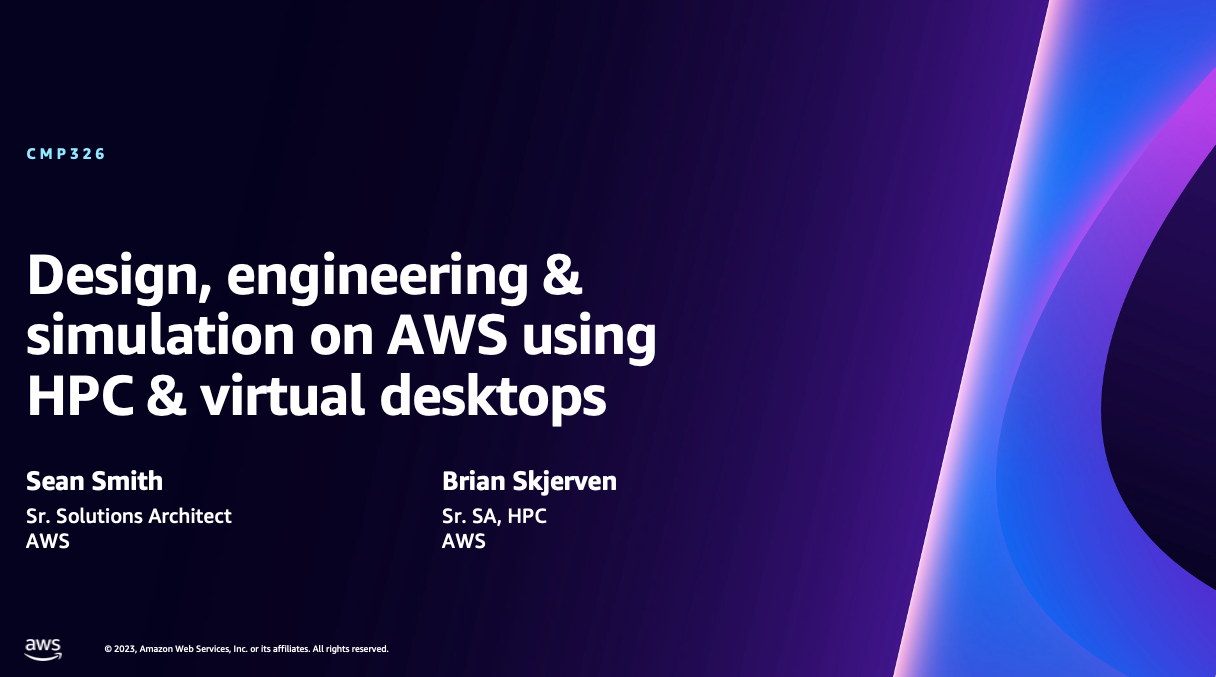 CMP326
Design, engineering &
simulation on AWS using
HPC & virtual desktops
Sean Smith
Sr. Solutions Architect
AWS
Brian Skjerven
Sr. SA, HPC
AWS
aws
© 2023, Amazon Web Services, Inc. or its affiliates. All rights reserved.